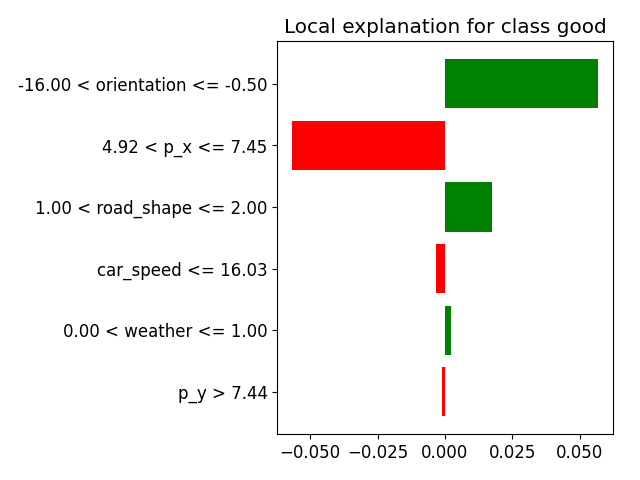 Local explanation for class good
-16.00 < orientation <= -0.50
4.92 < p_x <= 7.45
1.00 < road_shape <= 2.00
car_speed <= 16.03
0.00 < weather <= 1.00
p_y > 7.44
−0.050 −0.025 0.000 0.025 0.050